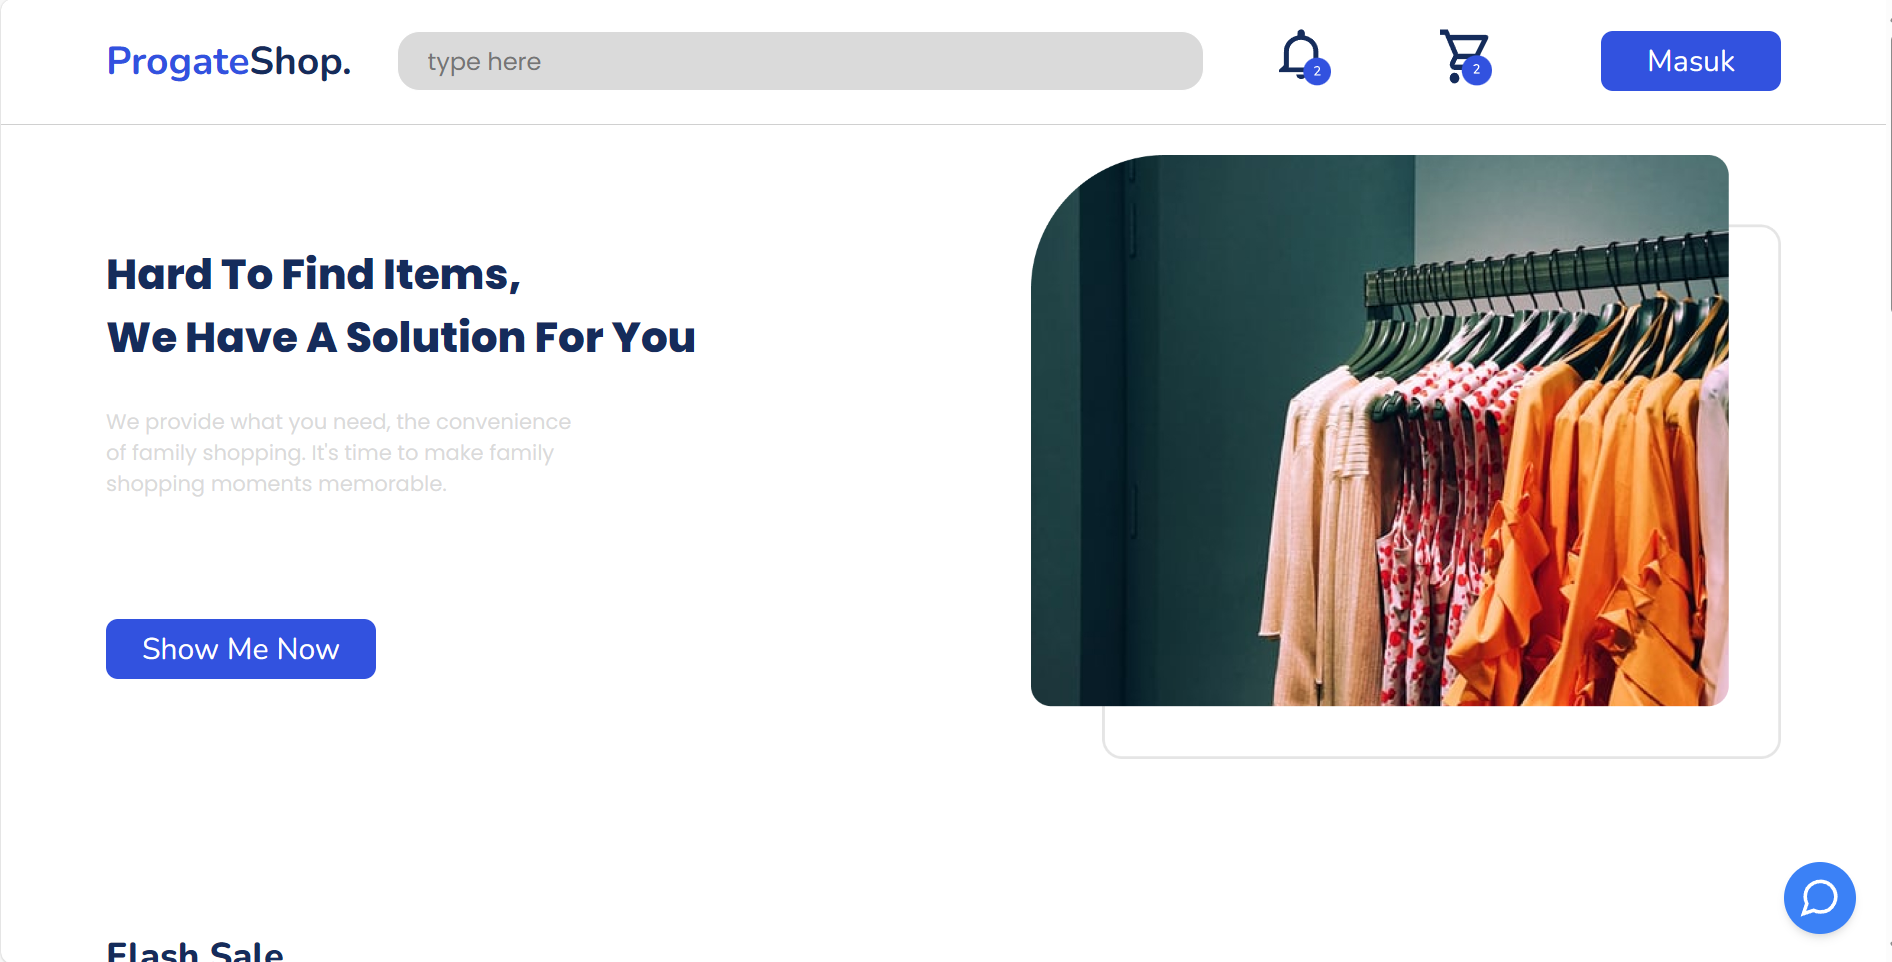 ProgateShop.
type here
2
2
Masuk
Hard To Find Items,
We Have A Solution For You
We provide what you need, the convenience
of family shopping. It's time to make family
shopping moments memorable.
Show Me Now
Flash Sale